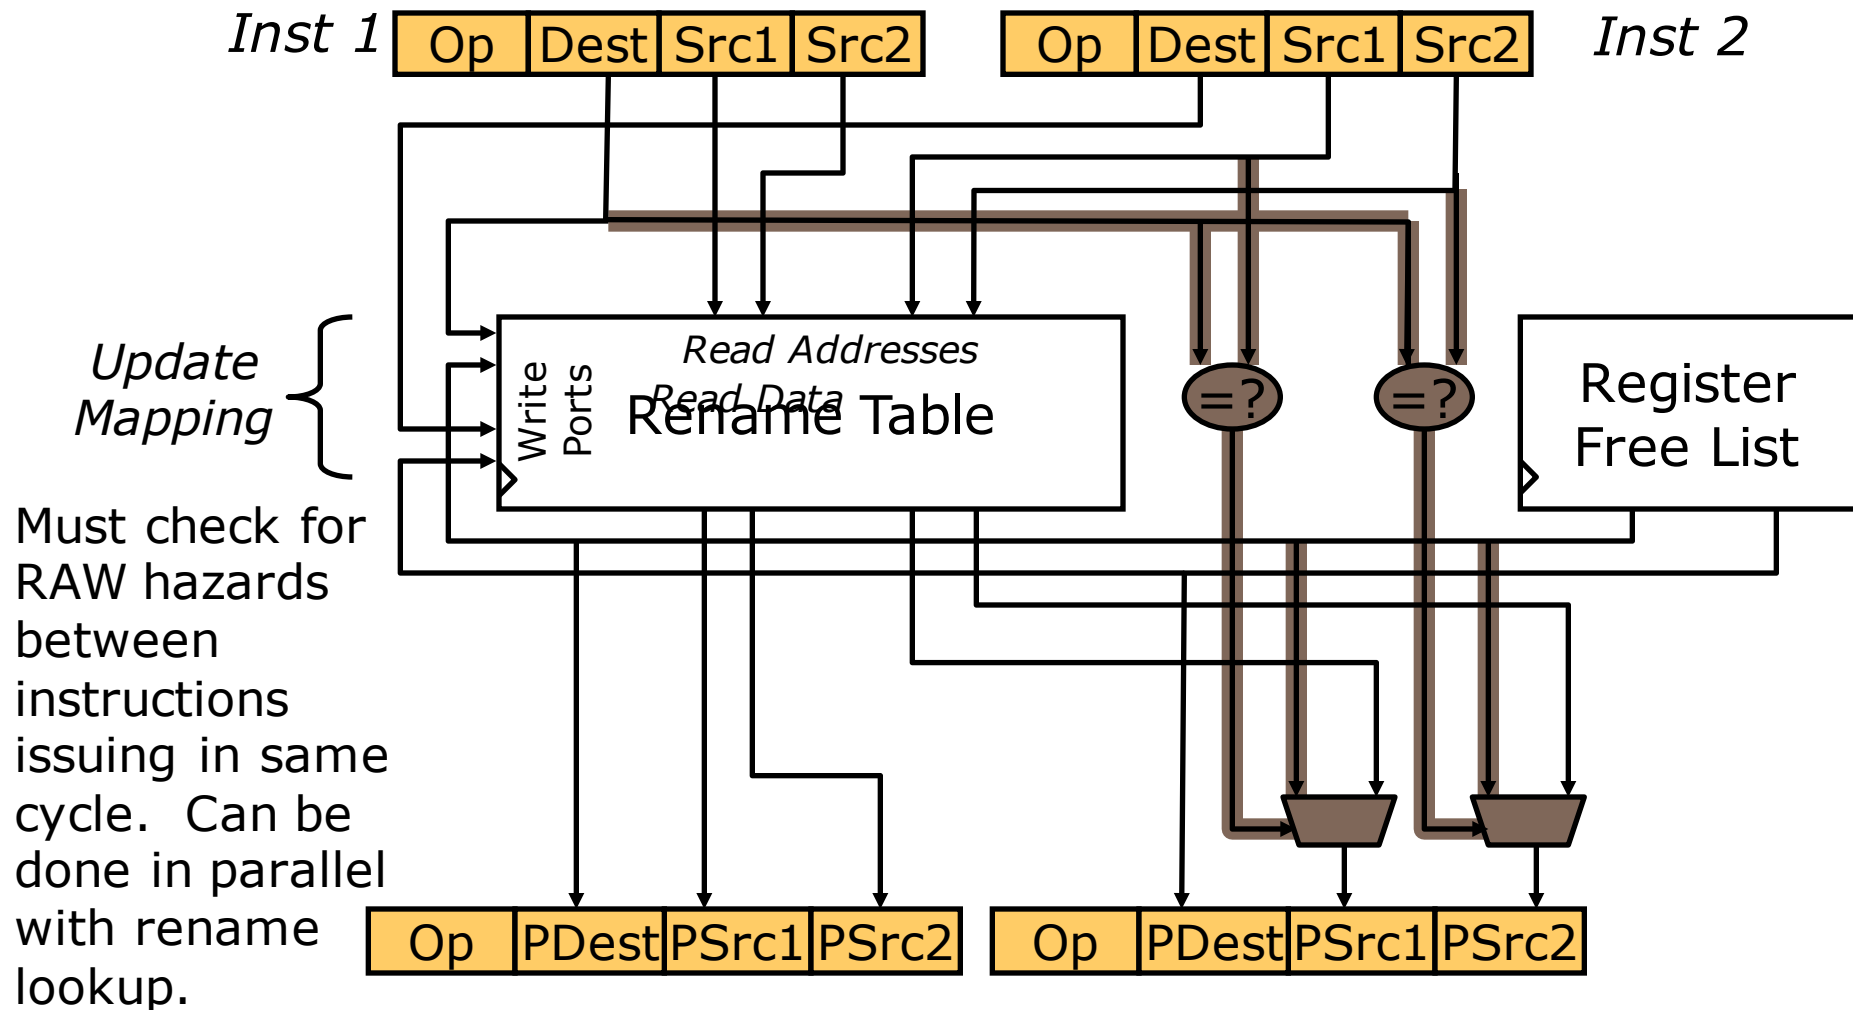 Inst 1 Op Dest Src1 Src2 Op Dest Src1 Src2 Inst 2
Update
Mapping
Write
Ports
Read Addresses
Read Data
Rename Table
=? =?
Register
Free List
Must check for
RAW hazards
between
instructions
issuing in same
cycle. Can be
done in parallel
with rename
lookup.
Op PDest PSrc1 PSrc2 Op PDest PSrc1 PSrc2